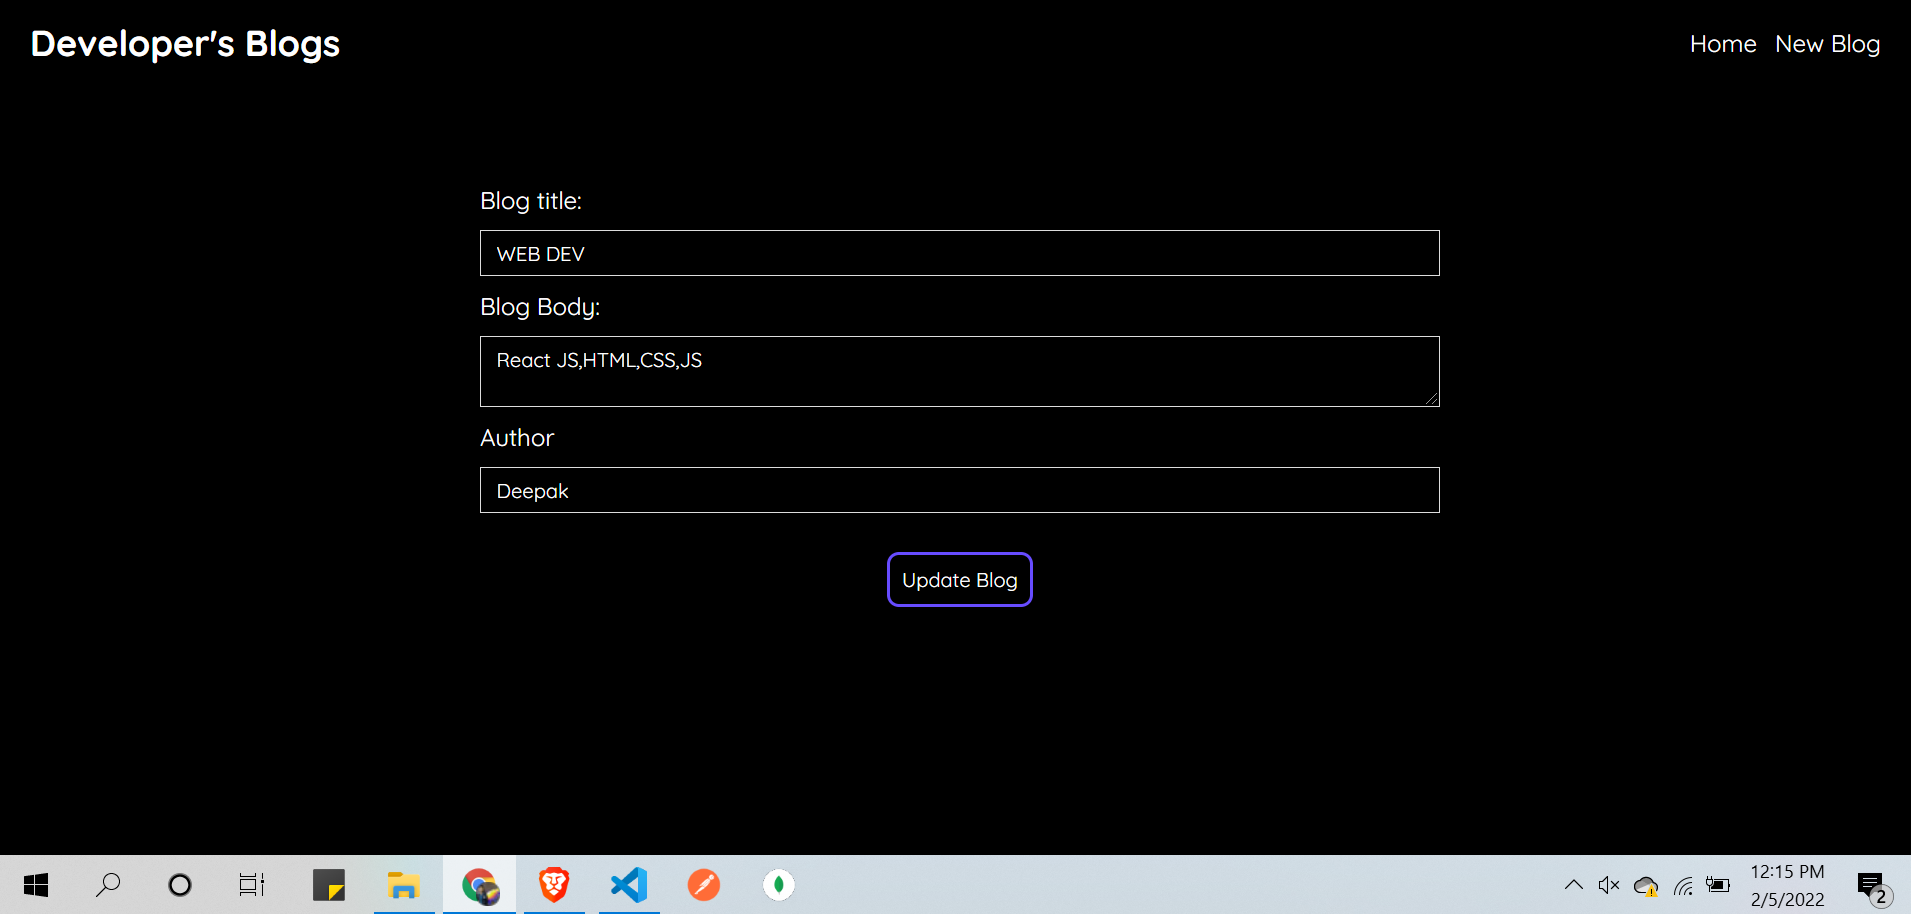 Developer's Blogs
Home New Blog
Blog title:
WEB DEV
Blog Body:
React JS,HTML,CSS,JS
Author
Deepak
Update Blog
12:15 PM
2/5/2022
2